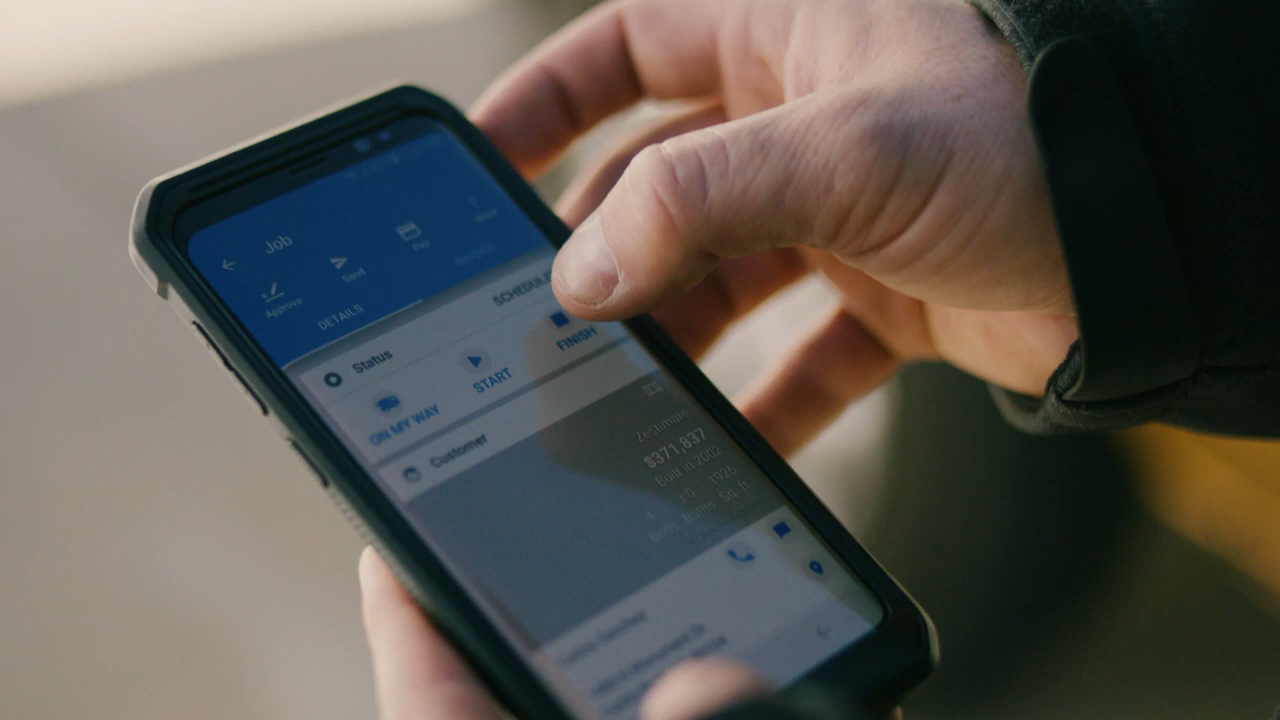 Job
Approve
Send
Pay
DETAILS
Status
SCHEDULE
ON MY WAY
START
FINISH
Customer
Zestimate
$371,837
Built in 2002
4 3.0 1926
Beds Baths Sq. ft.